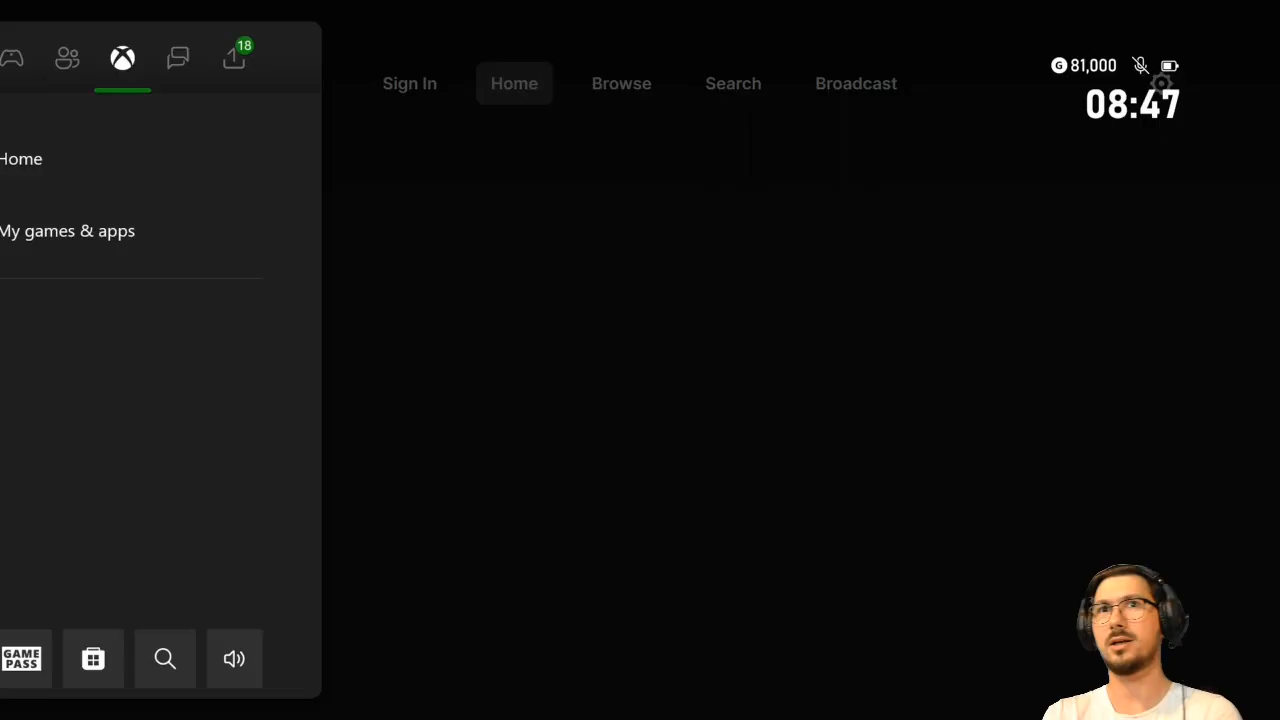 18
Sign In Home Browse Search Broadcast
G 81,000
08:47
Home
My games & apps
GAME
PASS